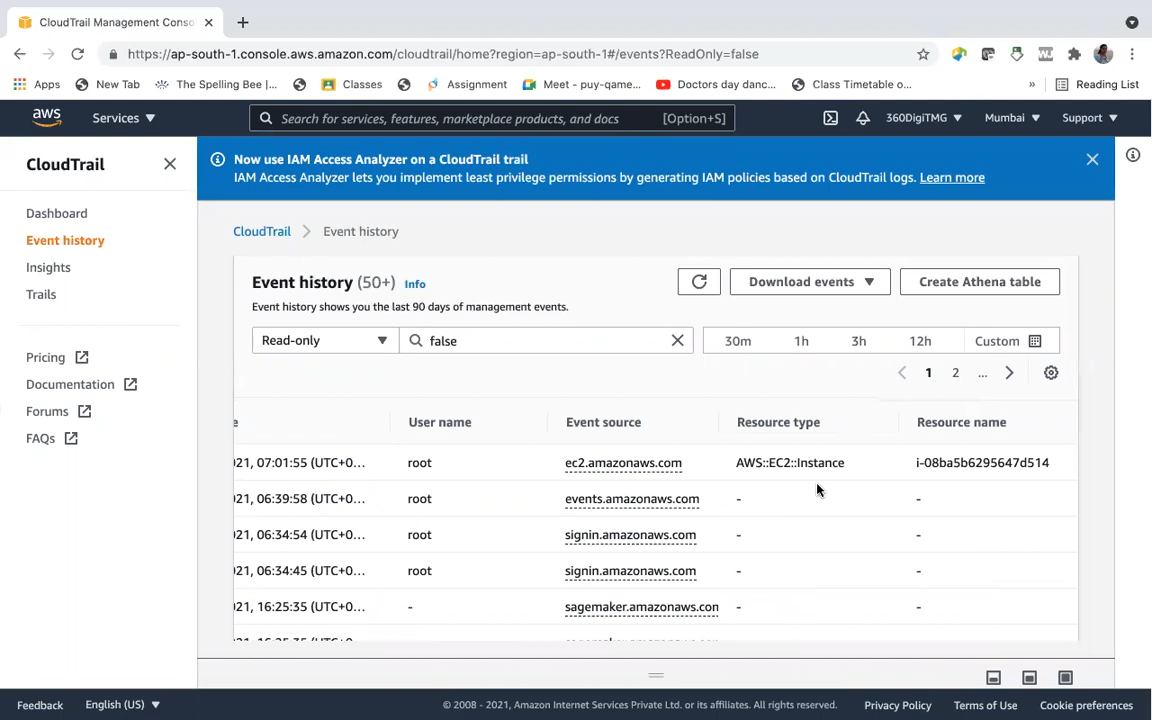 CloudTrail Management Conso
https://ap-south-1.console.aws.amazon.com/cloudtrail/home?region=ap-south-1#/events?ReadOnly=false
Apps New Tab The Spelling Bee |... Classes Assignment Meet - puy-game... Doctors day danc... Class Timetable o... » Reading List
aws Services Search for services, features, marketplace products, and docs [Option+S] 360DigiTMG Mumbai Support
CloudTrail
Dashboard
Event history
Insights
Trails
Pricing
Documentation
Forums
FAQs
Now use IAM Access Analyzer on a CloudTrail trail
IAM Access Analyzer lets you implement least privilege permissions by generating IAM policies based on CloudTrail logs. Learn more
CloudTrail > Event history
Event history (50+) Info Download events Create Athena table
Event history shows you the last 90 days of management events.
Read-only false 30m 1h 3h 12h Custom
1 2 ...
e User name Event source Resource type Resource name
)21, 07:01:55 (UTC+0... root ec2.amazonaws.com AWS::EC2::Instance i-08ba5b6295647d514
)21, 06:39:58 (UTC+0... root events.amazonaws.com - -
)21, 06:34:54 (UTC+0... root signin.amazonaws.com - -
)21, 06:34:45 (UTC+0... root signin.amazonaws.com - -
)21, 16:25:35 (UTC+0... - sagemaker.amazonaws.con - -
Feedback English (US) © 2008 - 2021, Amazon Internet Services Private Ltd. or its affiliates. All rights reserved. Privacy Policy Terms of Use Cookie preferences